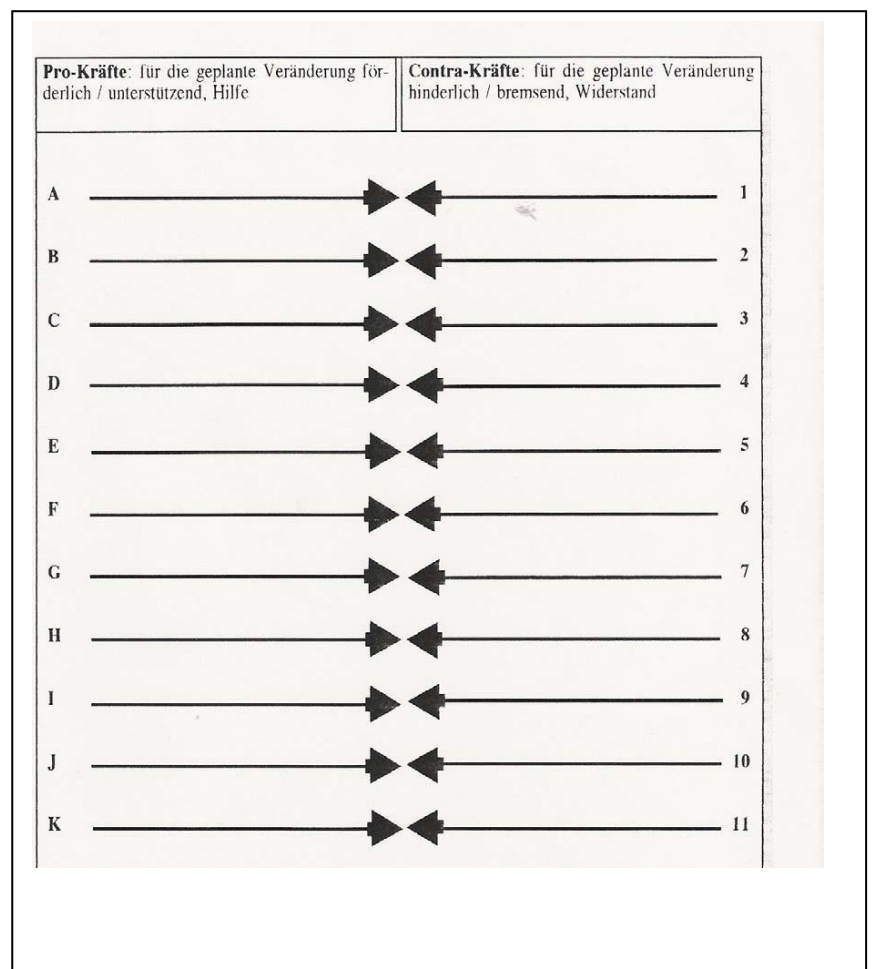 Pro-Kräfte: für die geplante Veränderung för-
derlich / unterstützend, Hilfe
Contra-Kräfte: für die geplante Veränderung
hinderlich / bremsend, Widerstand
A 1
B 2
C 3
D 4
E 5
F 6
G 7
H 8
I 9
J 10
K 11